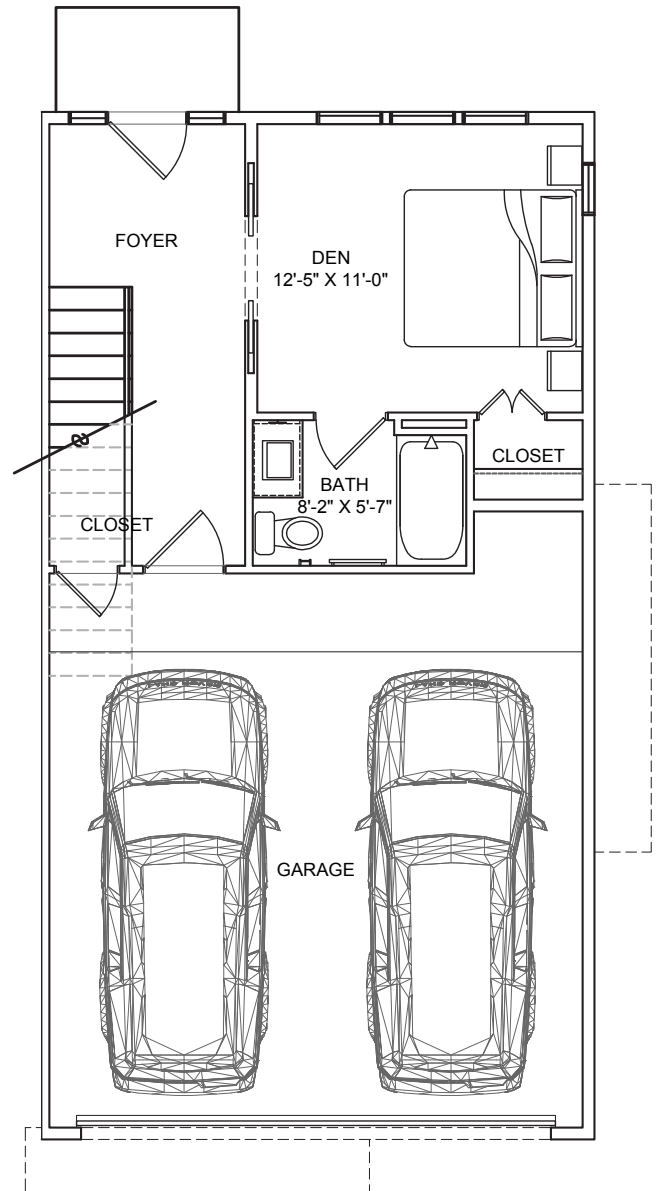 FOYER
DEN
12'-5" X 11'-0"
CLOSET
BATH
8'-2" X 5'-7"
CLOSET
GARAGE